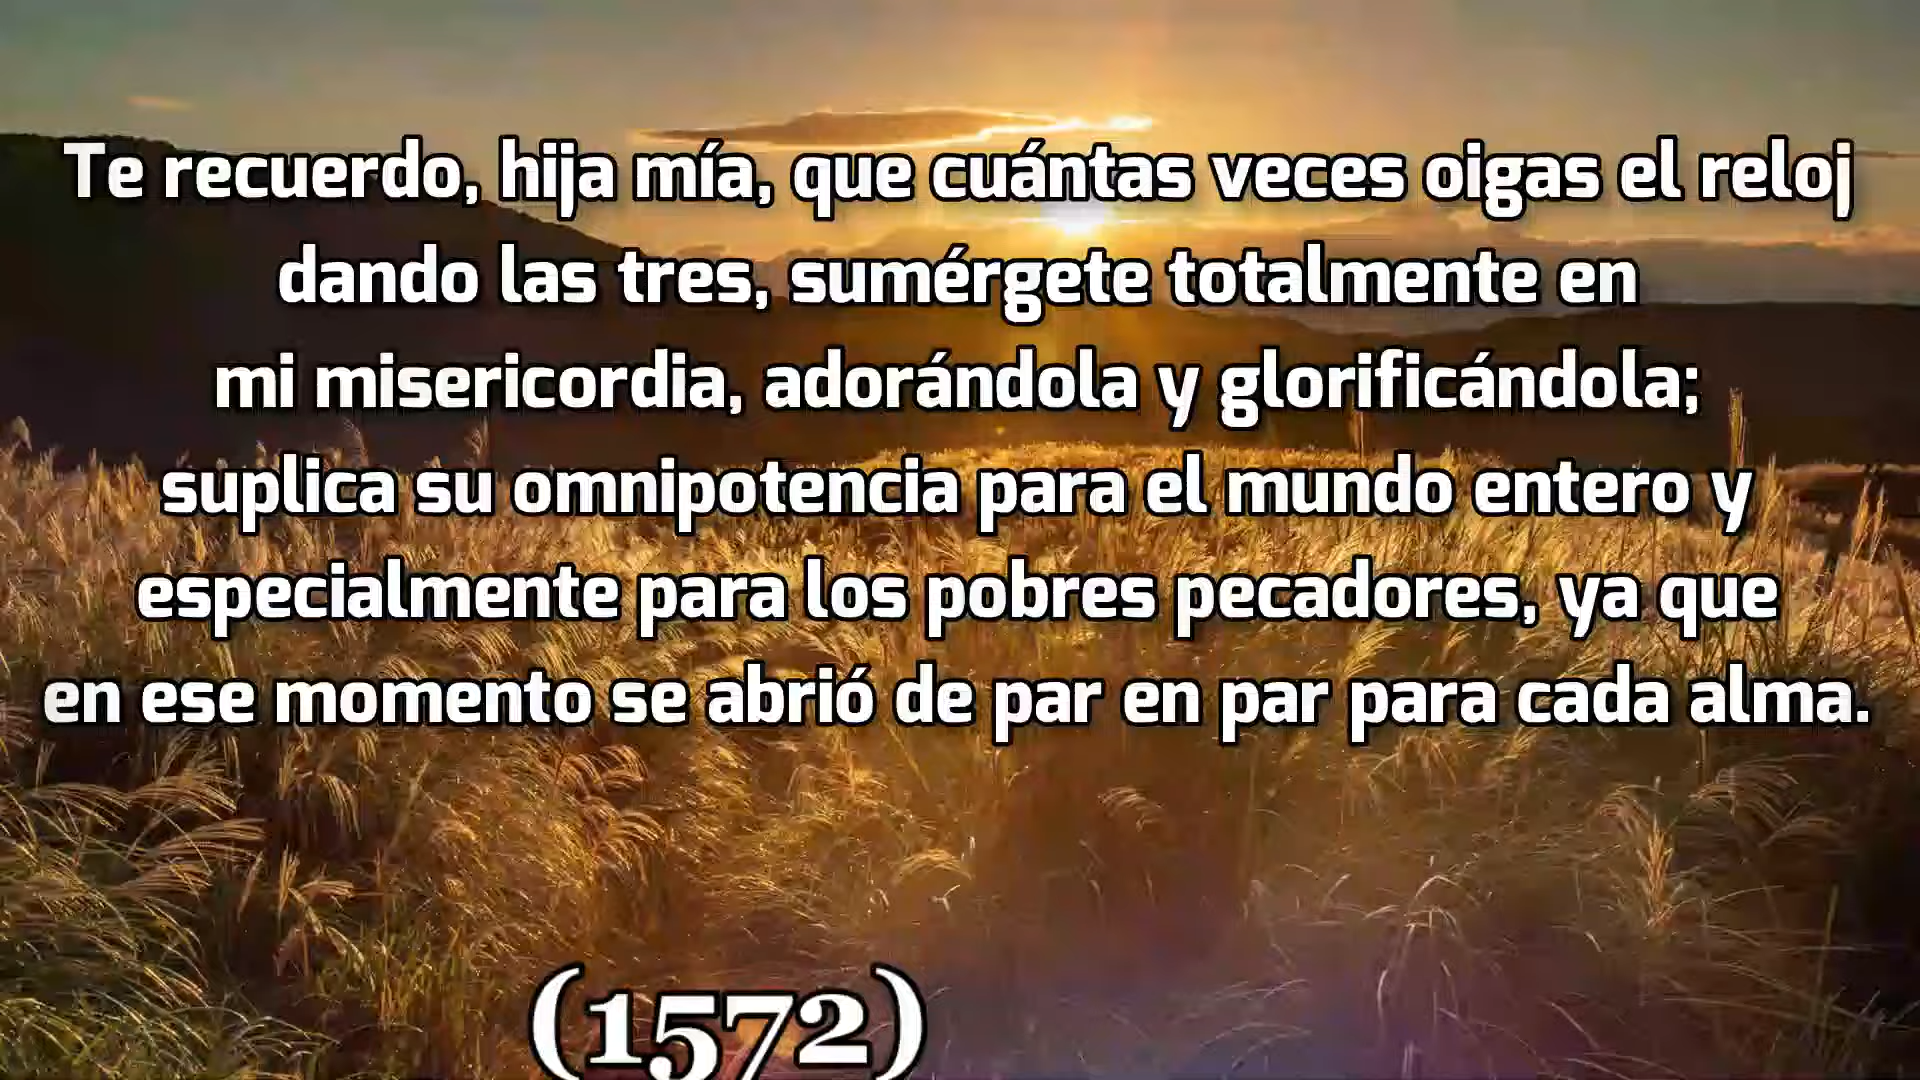 Te recuerdo, hija mía, que cuántas veces oigas el reloj
dando las tres, sumérgete totalmente en
mi misericordia, adorándola y glorificándola;
suplica su omnipotencia para el mundo entero y
especialmente para los pobres pecadores, ya que
en ese momento se abrió de par en par para cada alma.
(1572)